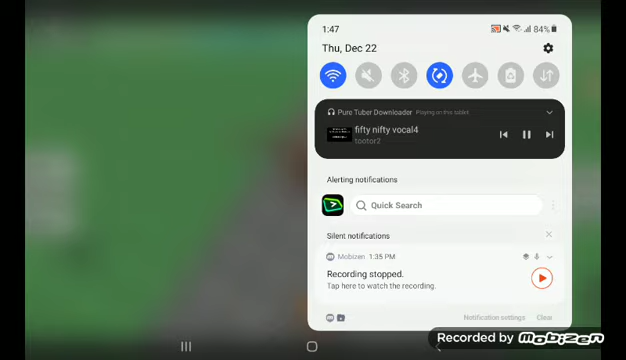 1:47
84%
Thu, Dec 22
Pure Tuber Downloader Playing on this tablet
fifty nifty vocal4
tootor2
Alerting notifications
Quick Search
Silent notifications
Mobizen 1:35 PM
Recording stopped.
Tap here to watch the recording.
Notification settings
Clear
Recorded by Mobizen